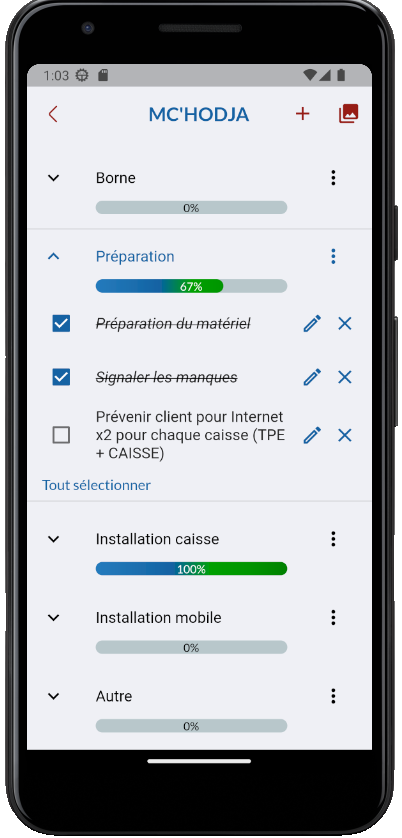 1:03
MC'HODJA
Borne
0%
Préparation
67%
Préparation du matériel
Signaler les manques
Prévenir client pour Internet
x2 pour chaque caisse (TPE
+ CAISSE)
Tout sélectionner
Installation caisse
100%
Installation mobile
0%
Autre
0%